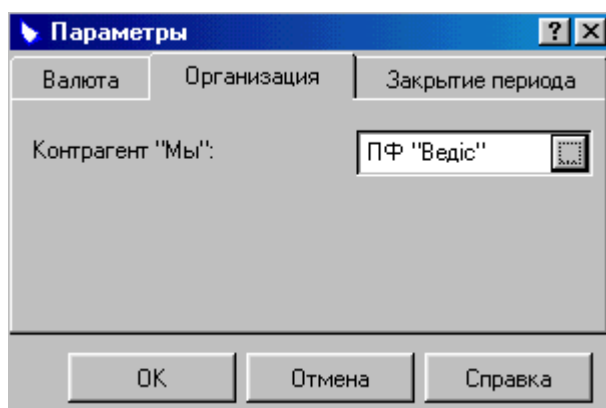 Параметры
Валюта Организация Закрытие периода
Контрагент "Мы": ПФ "Ведіс"
OK Отмена Справка